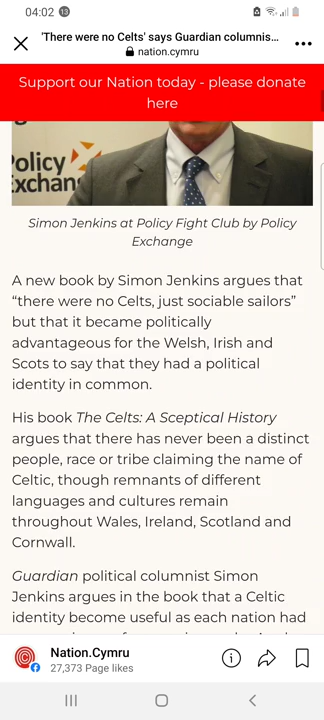 04:02 13
'There were no Celts' says Guardian columnis...
nation.cymru
Support our Nation today - please donate
here
Policy
Exchang
Simon Jenkins at Policy Fight Club by Policy
Exchange
A new book by Simon Jenkins argues that
“there were no Celts, just sociable sailors”
but that it became politically
advantageous for the Welsh, Irish and
Scots to say that they had a political
identity in common.
His book The Celts: A Sceptical History
argues that there has never been a distinct
people, race or tribe claiming the name of
Celtic, though remnants of different
languages and cultures remain
throughout Wales, Ireland, Scotland and
Cornwall.
Guardian political columnist Simon
Jenkins argues in the book that a Celtic
identity become useful as each nation had
Nation.Cymru
27,373 Page likes